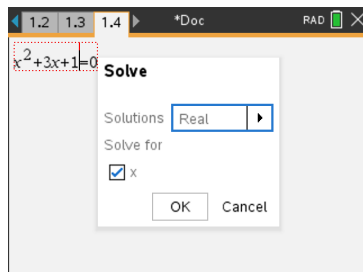 1.2 1.3 1.4 *Doc RAD
x²+3x+1=0
Solve
Solutions Real
Solve for
x
OK Cancel